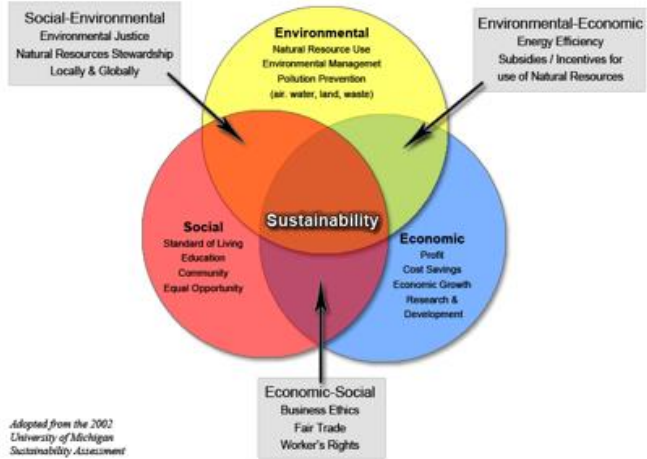 Social-Environmental
Environmental Justice
Natural Resources Stewardship
Locally & Globally
Environmental
Natural Resource Use
Environmental Managemet
Pollution Prevention
(air. water, land, waste)
Environmental-Economic
Energy Efficiency
Subsidies / Incentives for
use of Natural Resources
Sustainability
Social
Standard of Living
Education
Community
Equal Opportunity
Economic
Profit
Cost Savings
Economic Growth
Research &
Development
Economic-Social
Business Ethics
Fair Trade
Worker's Rights
Adopted from the 2002
University of Michigan
Sustainability Assessment